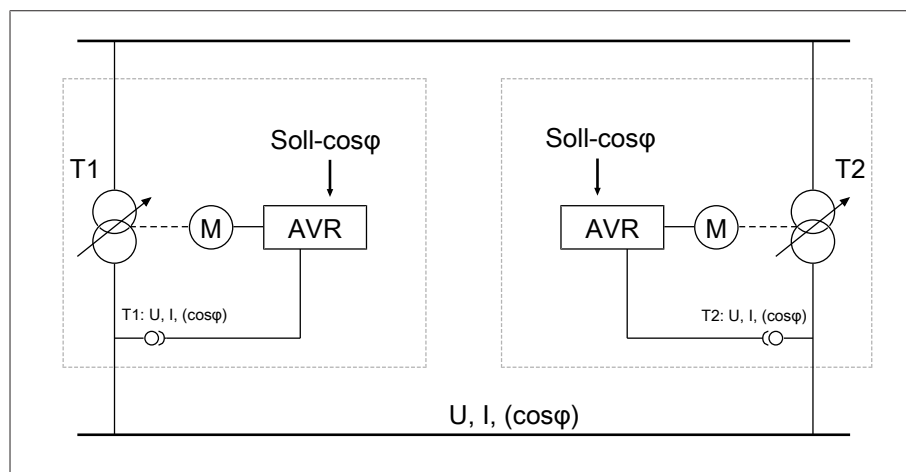 Soll-cosφ
Soll-cosφ
T1
T2
M
AVR
AVR
M
T1: U, I, (cosφ)
T2: U, I, (cosφ)
U, I, (cosφ)